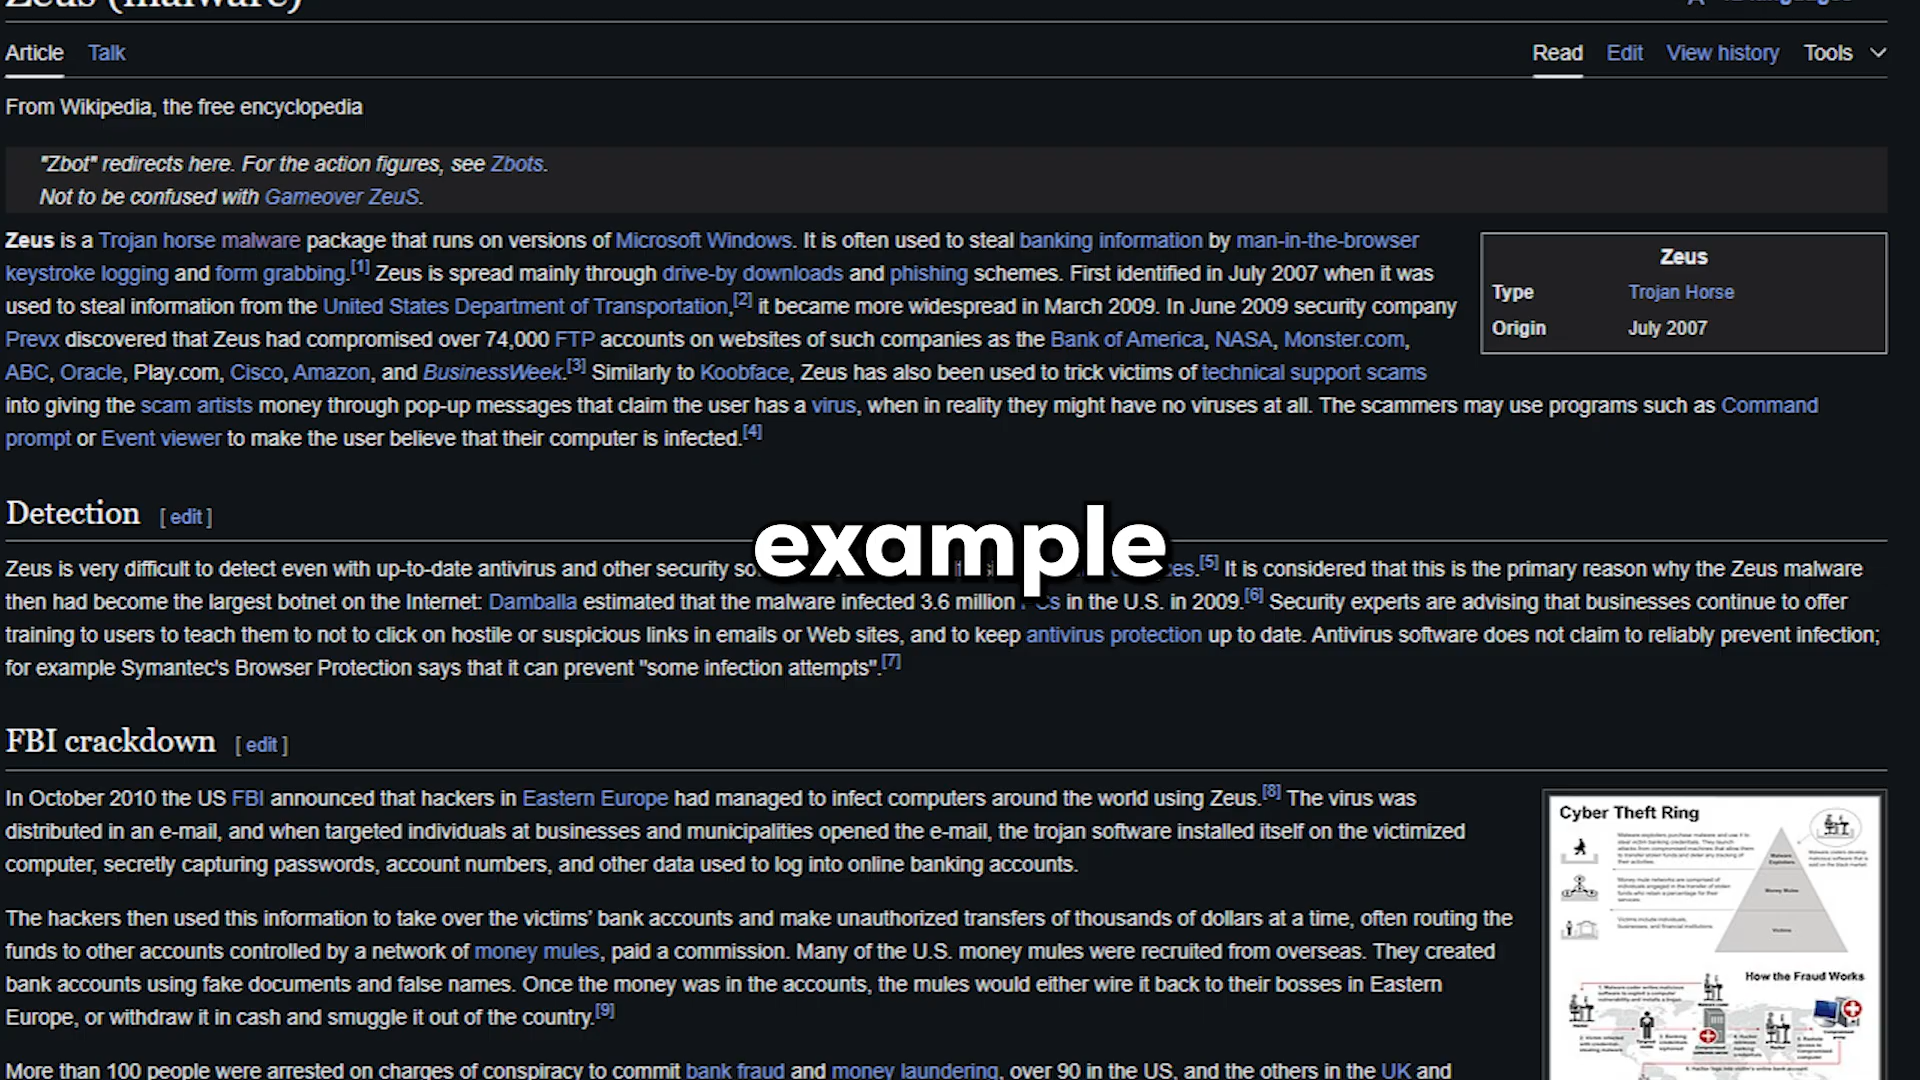 Zeus (malware)
Article Talk Read Edit View history Tools
From Wikipedia, the free encyclopedia
"Zbot" redirects here. For the action figures, see Zbots.
Not to be confused with Gameover ZeuS.
Zeus is a Trojan horse malware package that runs on versions of Microsoft Windows. It is often used to steal banking information by man-in-the-browser
keystroke logging and form grabbing.[1] Zeus is spread mainly through drive-by downloads and phishing schemes. First identified in July 2007 when it was
used to steal information from the United States Department of Transportation,[2] it became more widespread in March 2009. In June 2009 security company
Prevx discovered that Zeus had compromised over 74,000 FTP accounts on websites of such companies as the Bank of America, NASA, Monster.com,
ABC, Oracle, Play.com, Cisco, Amazon, and BusinessWeek.[3] Similarly to Koobface, Zeus has also been used to trick victims of technical support scams
into giving the scam artists money through pop-up messages that claim the user has a virus, when in reality they might have no viruses at all. The scammers may use programs such as Command
prompt or Event viewer to make the user believe that their computer is infected.[4]
Zeus
Type Trojan Horse
Origin July 2007
Detection [ edit ]
example
Zeus is very difficult to detect even with up-to-date antivirus and other security [5] It is considered that this is the primary reason why the Zeus malware
then had become the largest botnet on the Internet: Damballa estimated that the malware infected 3.6 million in the U.S. in 2009.[6] Security experts are advising that businesses continue to offer
training to users to teach them to not to click on hostile or suspicious links in emails or Web sites, and to keep antivirus protection up to date. Antivirus software does not claim to reliably prevent infection;
for example Symantec's Browser Protection says that it can prevent "some infection attempts".[7]
FBI crackdown [ edit ]
In October 2010 the US FBI announced that hackers in Eastern Europe had managed to infect computers around the world using Zeus.[8] The virus was
distributed in an e-mail, and when targeted individuals at businesses and municipalities opened the e-mail, the trojan software installed itself on the victimized
computer, secretly capturing passwords, account numbers, and other data used to log into online banking accounts.
The hackers then used this information to take over the victims' bank accounts and make unauthorized transfers of thousands of dollars at a time, often routing the
funds to other accounts controlled by a network of money mules, paid a commission. Many of the U.S. money mules were recruited from overseas. They created
bank accounts using fake documents and false names. Once the money was in the accounts, the mules would either wire it back to their bosses in Eastern
Europe, or withdraw it in cash and smuggle it out of the country.[9]
More than 100 people were arrested on charges of conspiracy to commit bank fraud and money laundering, over 90 in the US, and the others in the UK and
Cyber Theft Ring
Malware
Exploiters
Money Mules
Victims
How the Fraud Works